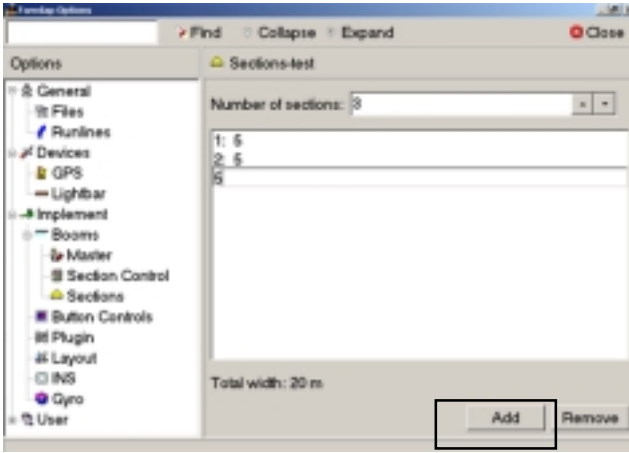 Options
Find Collapse Expand Close
Options
General
Files
Runlines
Devices
GPS
Lightbar
Implement
Booms
Master
Section Control
Sections
Button Controls
Plugin
Layout
INS
Gyro
User
Sections-test
Number of sections: 3
1: 5
2: 5
5
Total width: 20 m
Add Remove